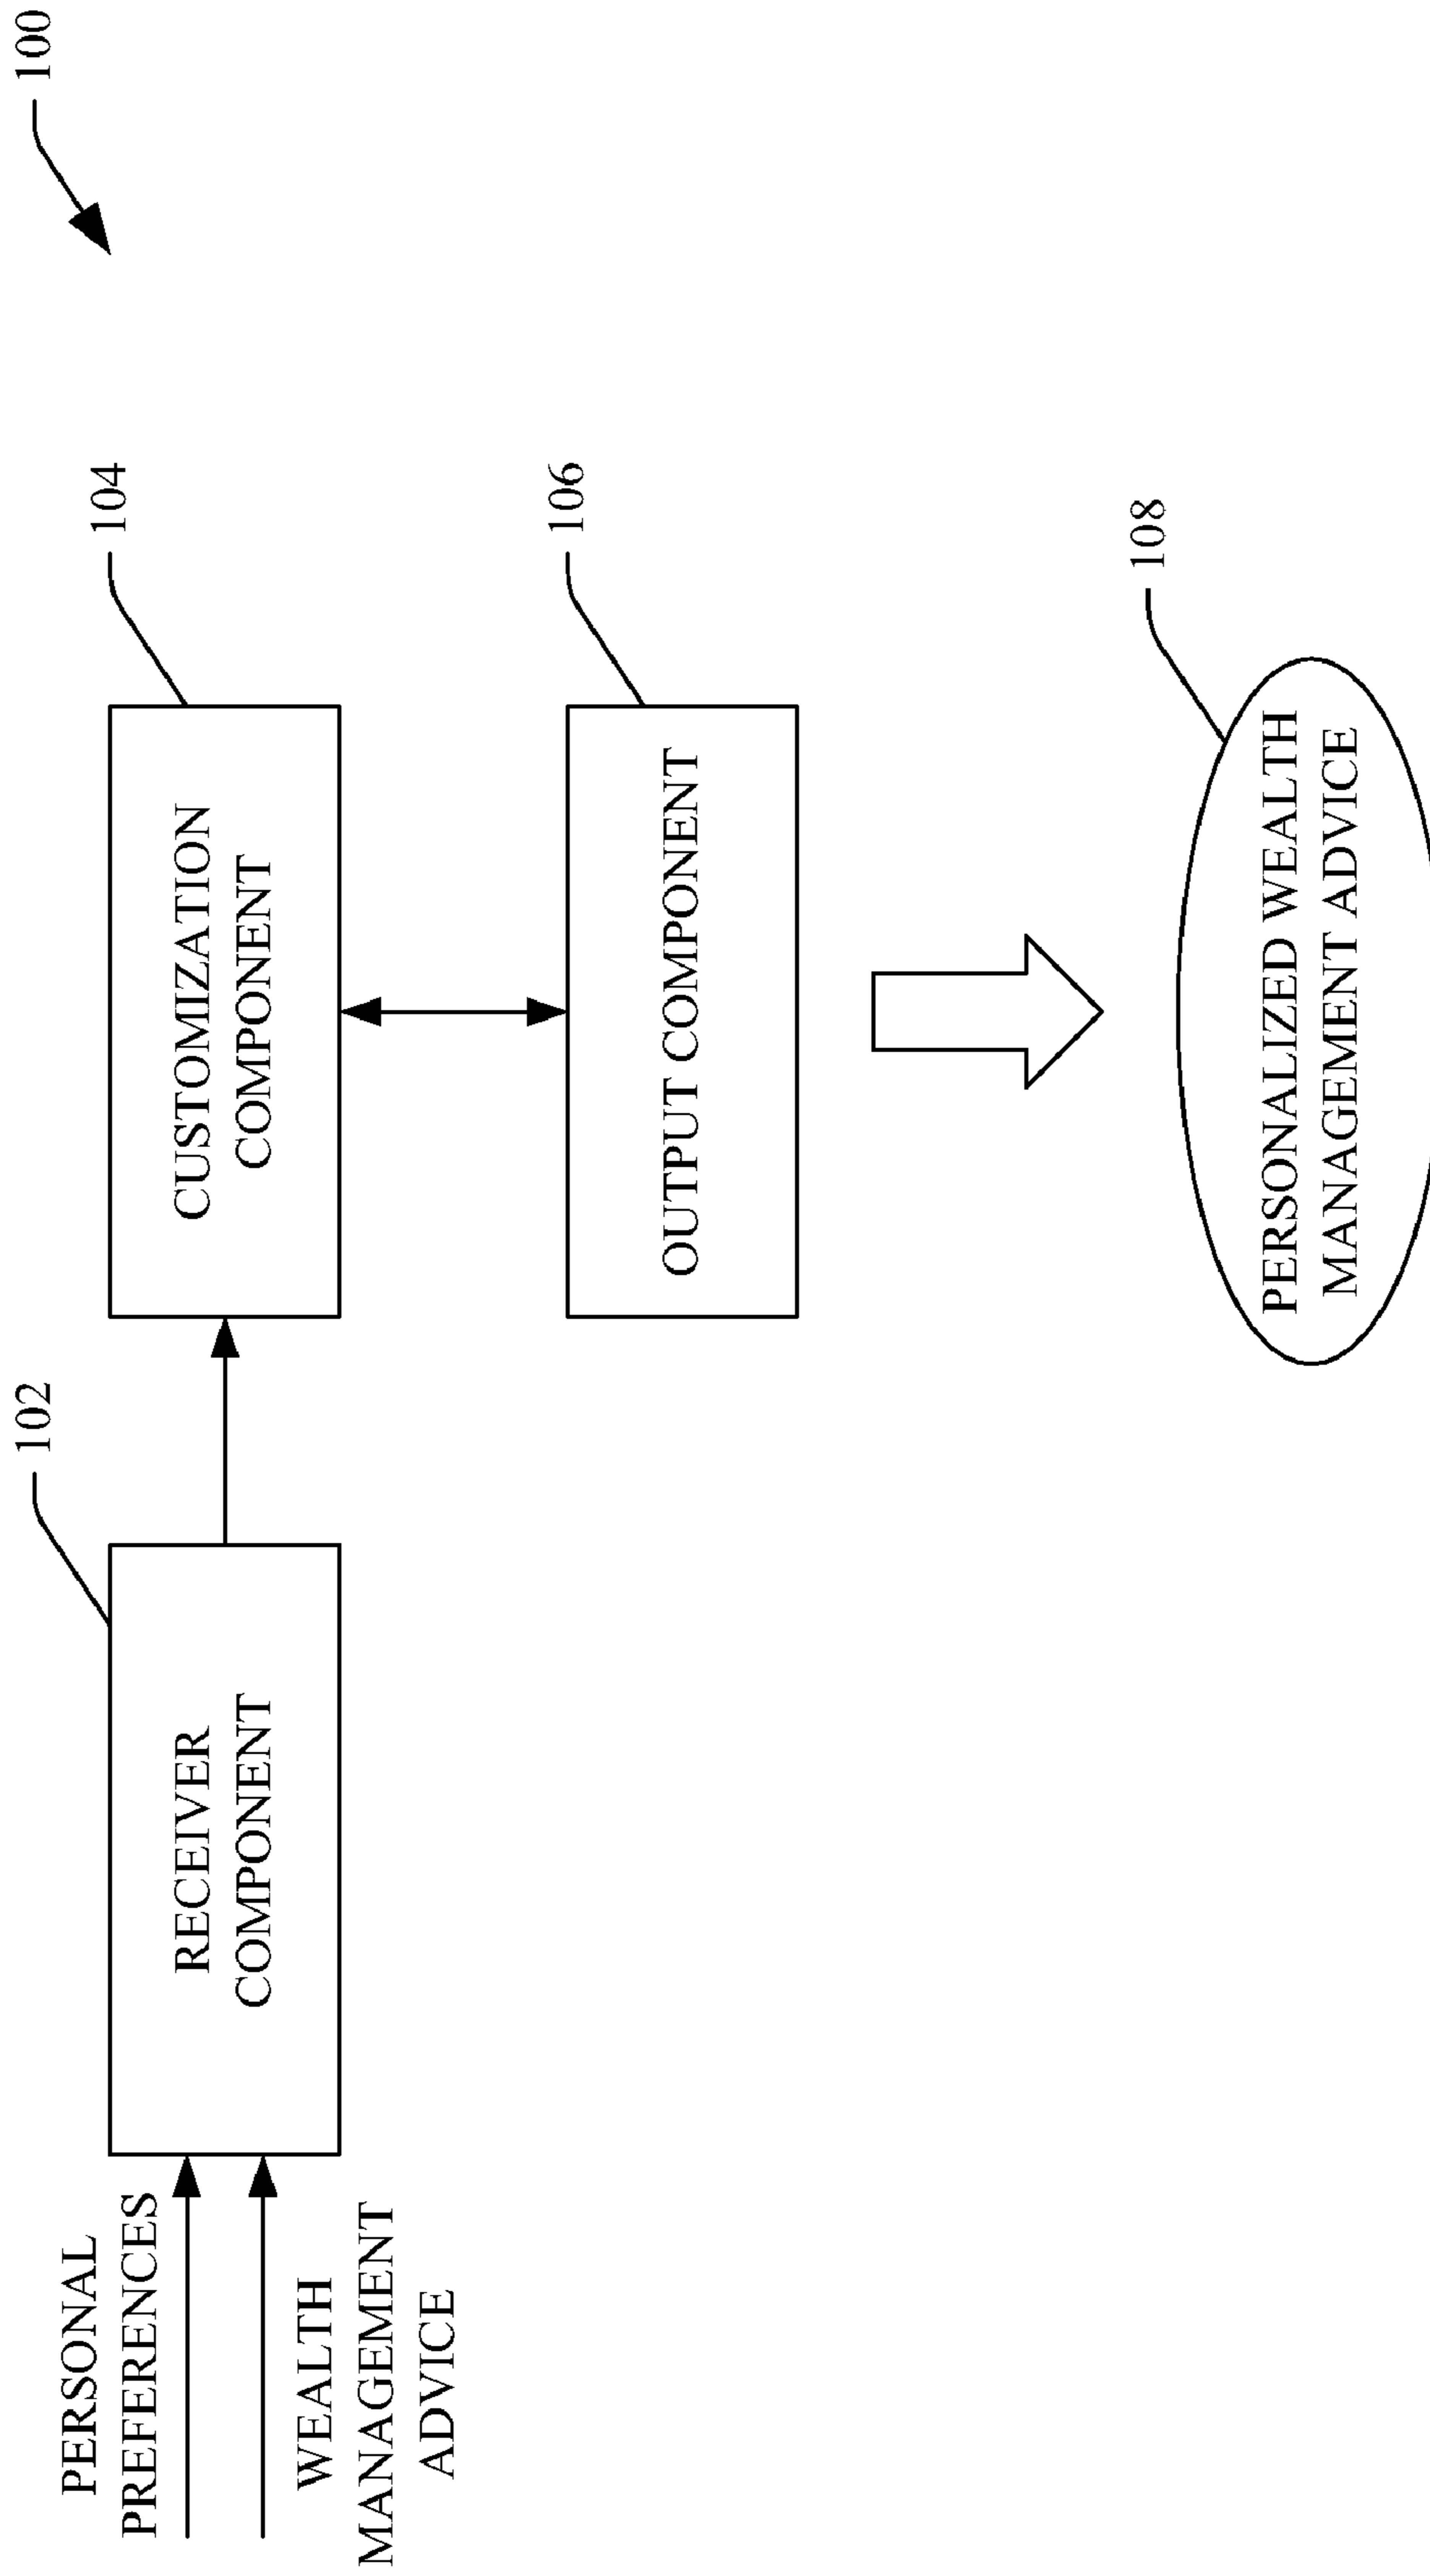 100
102
104
PERSONAL
PREFERENCES
RECEIVER
COMPONENT
CUSTOMIZATION
COMPONENT
WEALTH
MANAGEMENT
ADVICE
106
OUTPUT COMPONENT
108
PERSONALIZED WEALTH
MANAGEMENT ADVICE